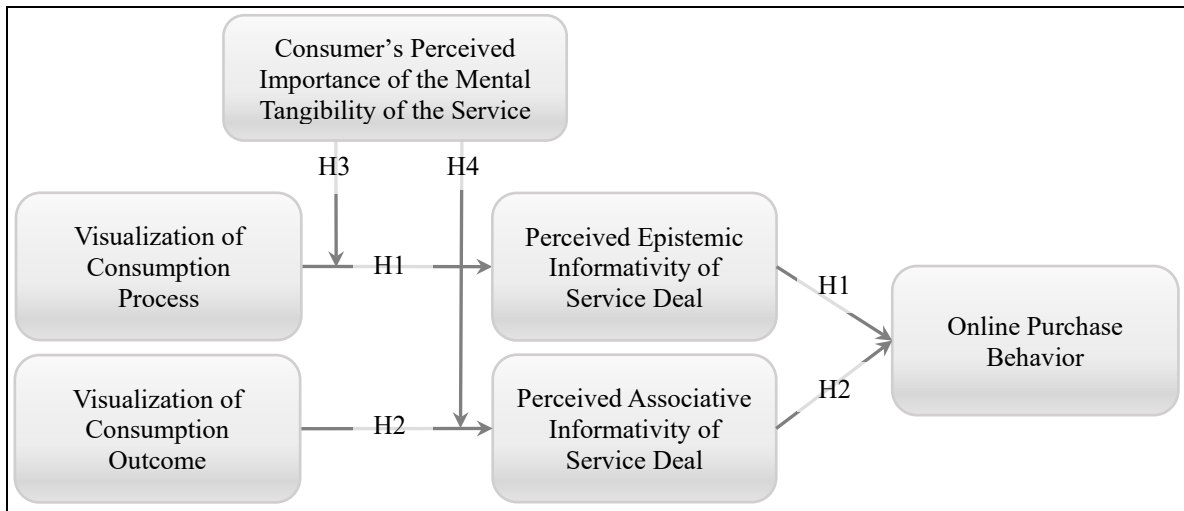 Consumer’s Perceived
Importance of the Mental
Tangibility of the Service
H3
H4
Visualization of
Consumption
Process
H1
Perceived Epistemic
Informativity of
Service Deal
H1
Online Purchase
Behavior
Visualization of
Consumption
Outcome
H2
Perceived Associative
Informativity of
Service Deal
H2